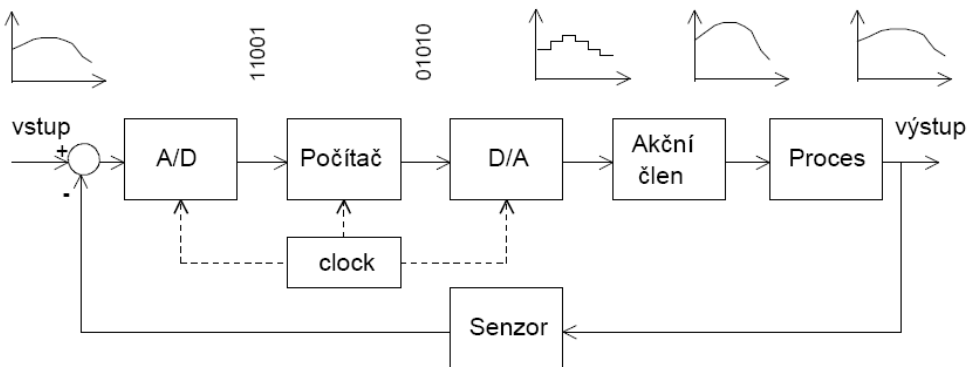 11001
01010
vstup
výstup
+
-
A/D
Počítač
D/A
Akční
člen
Proces
clock
Senzor